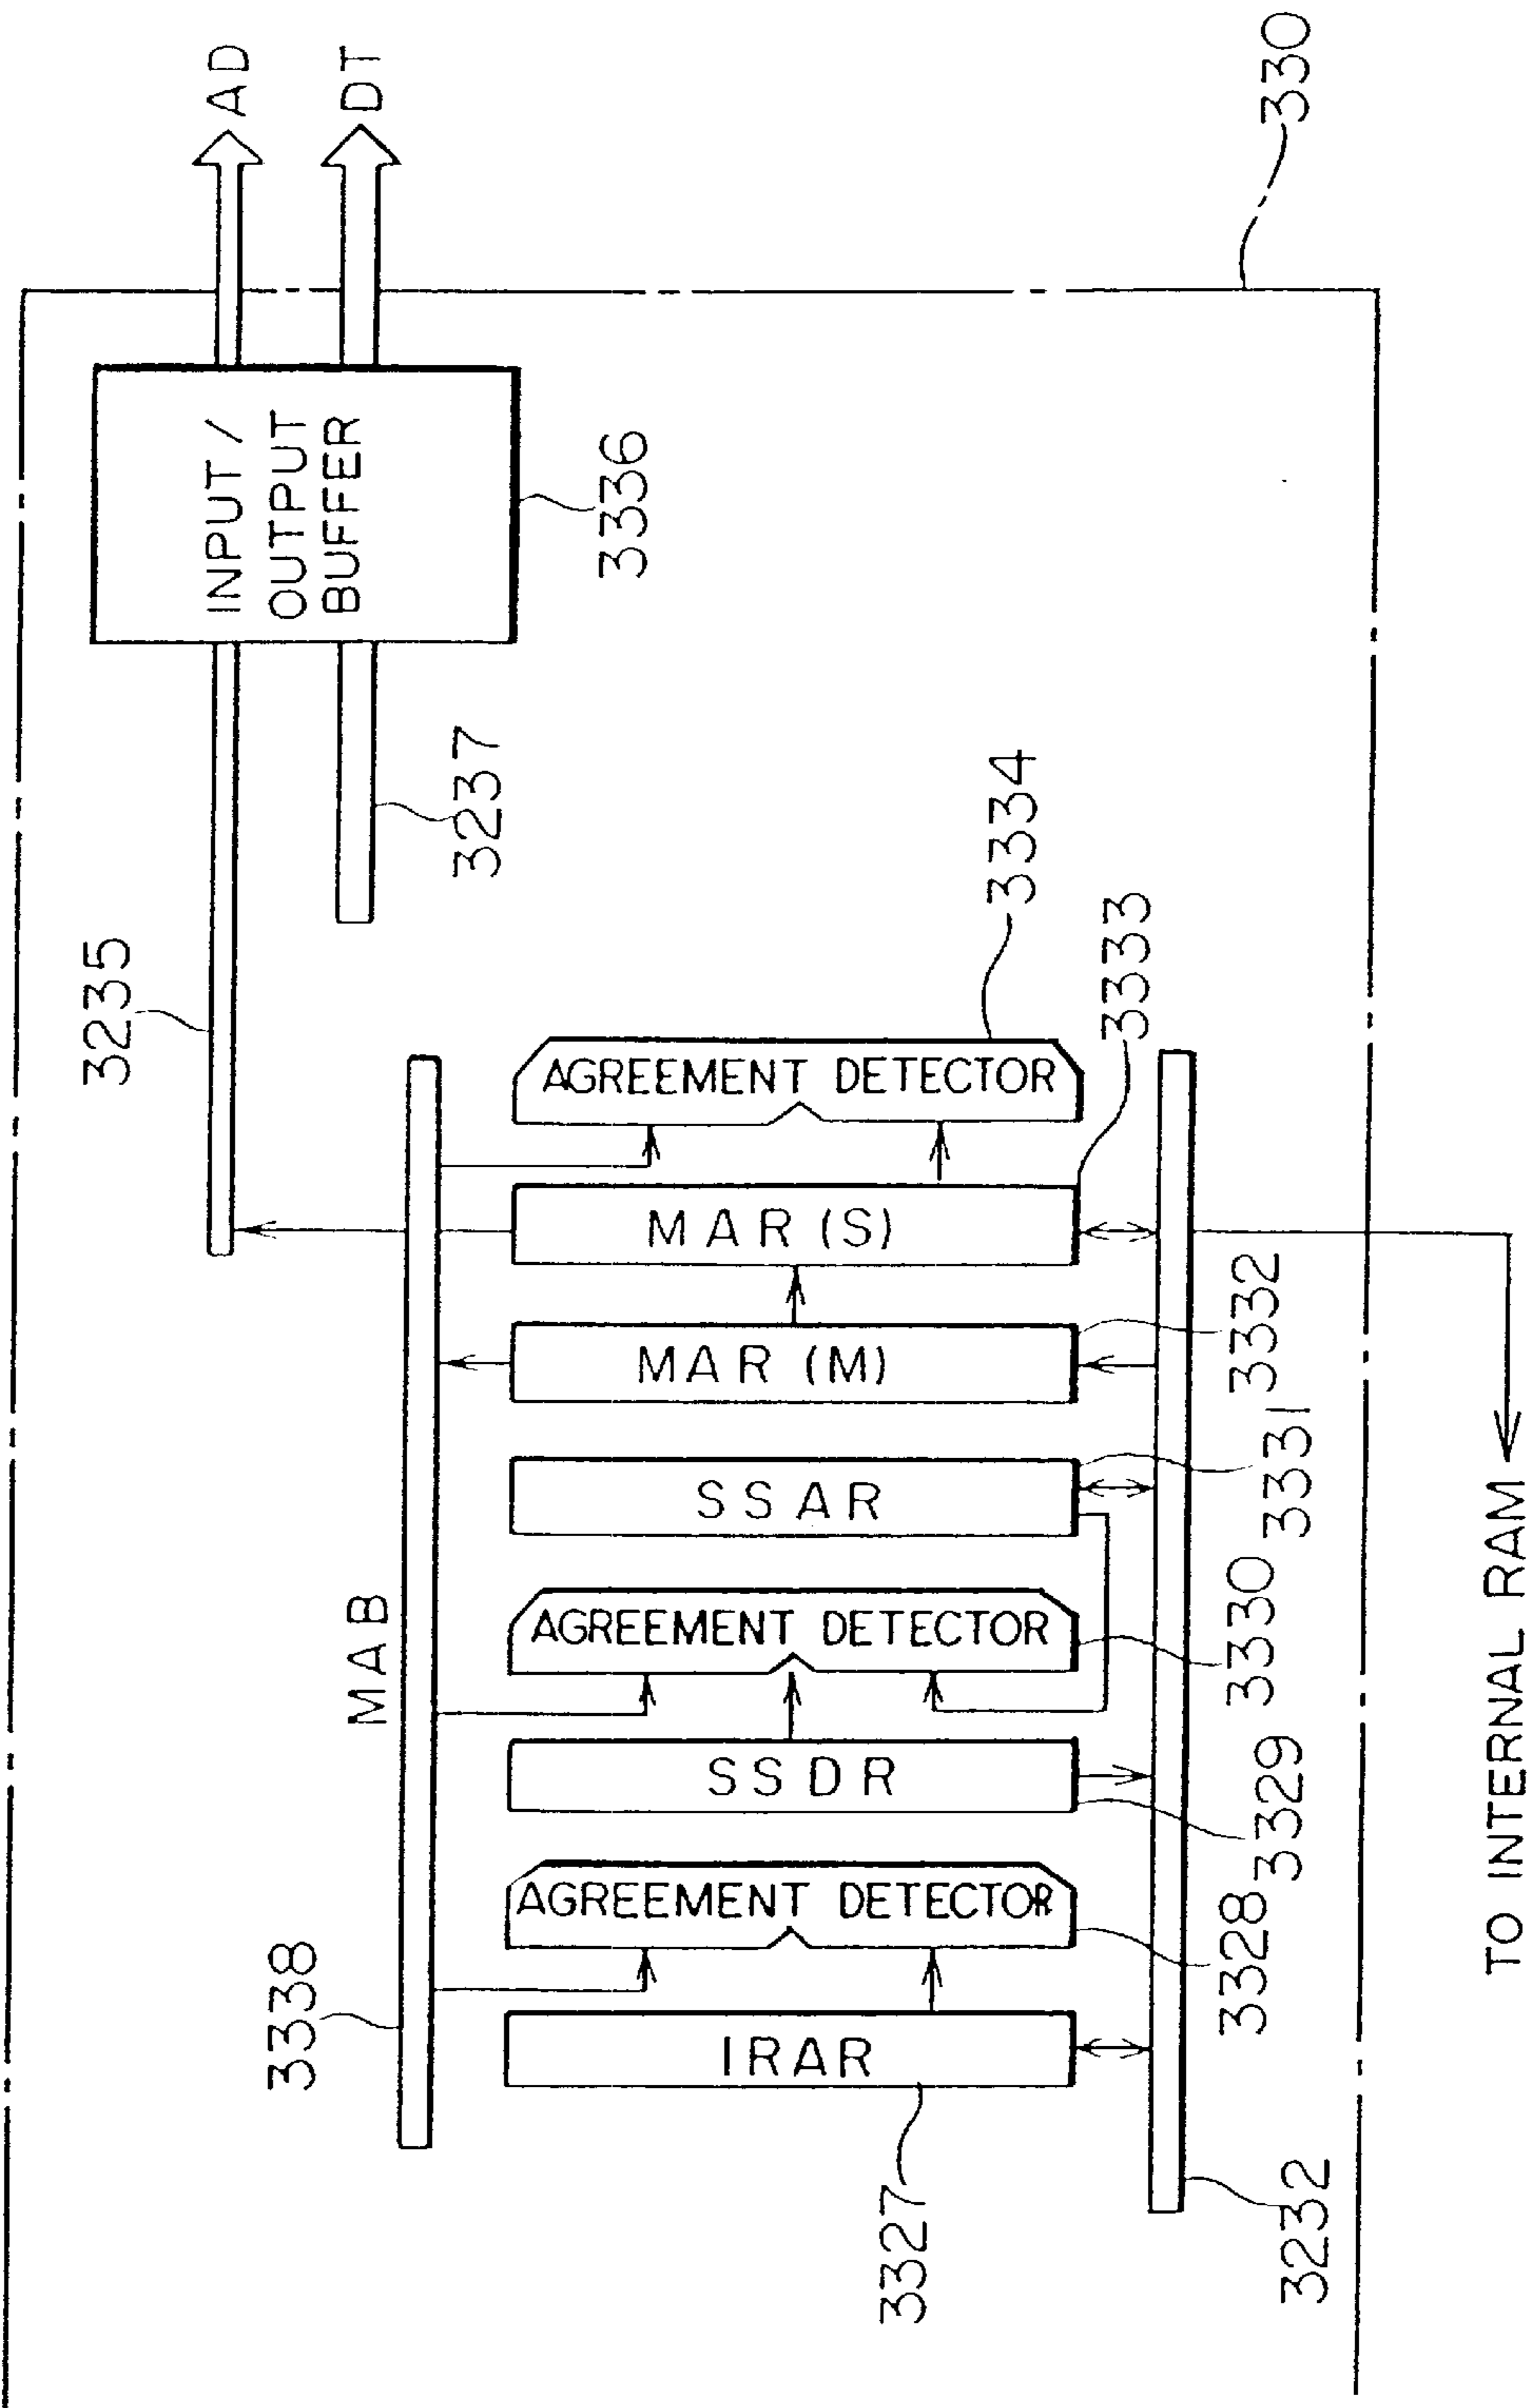 AD
DT
INPUT/
OUTPUT
BUFFER
3336
330
3235
3237
3334
3333
AGREEMENT DETECTOR
MAR(S)
MAR(M)
3332
SSAR
3331
MAB
AGREEMENT DETECTOR
3330
SSDR
3329
AGREEMENT DETECTOR
3328
3338
IRAR
3327
3232
TO INTERNAL RAM